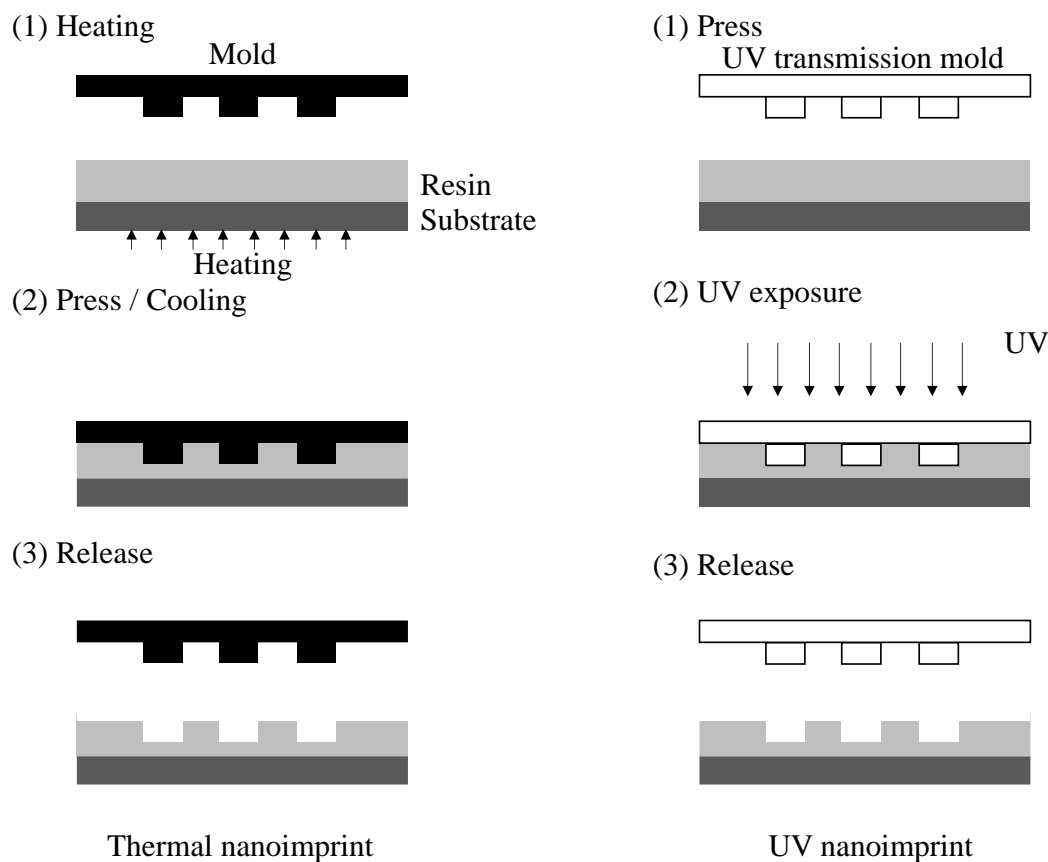 (1) Heating
Mold
Resin
Substrate
Heating
(2) Press / Cooling
(3) Release
Thermal nanoimprint
(1) Press
UV transmission mold
(2) UV exposure
UV
(3) Release
UV nanoimprint